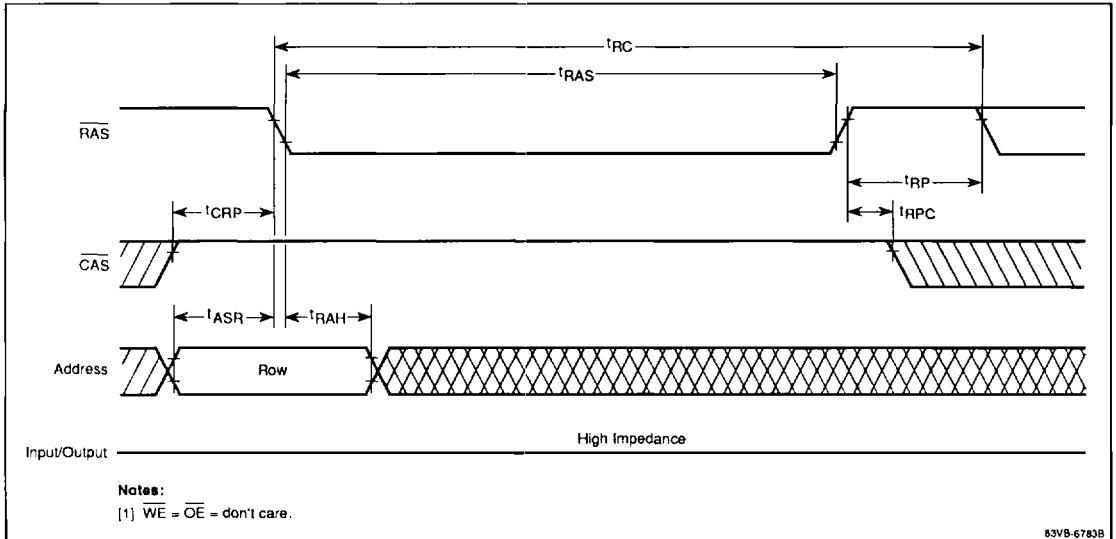 tRC
tRAS
RAS
tRP
tCRP
tRPC
CAS
tASR
tRAH
Address
Row
High Impedance
Input/Output
Notes:
[1] WE = OE = don't care.
83VB-6783B